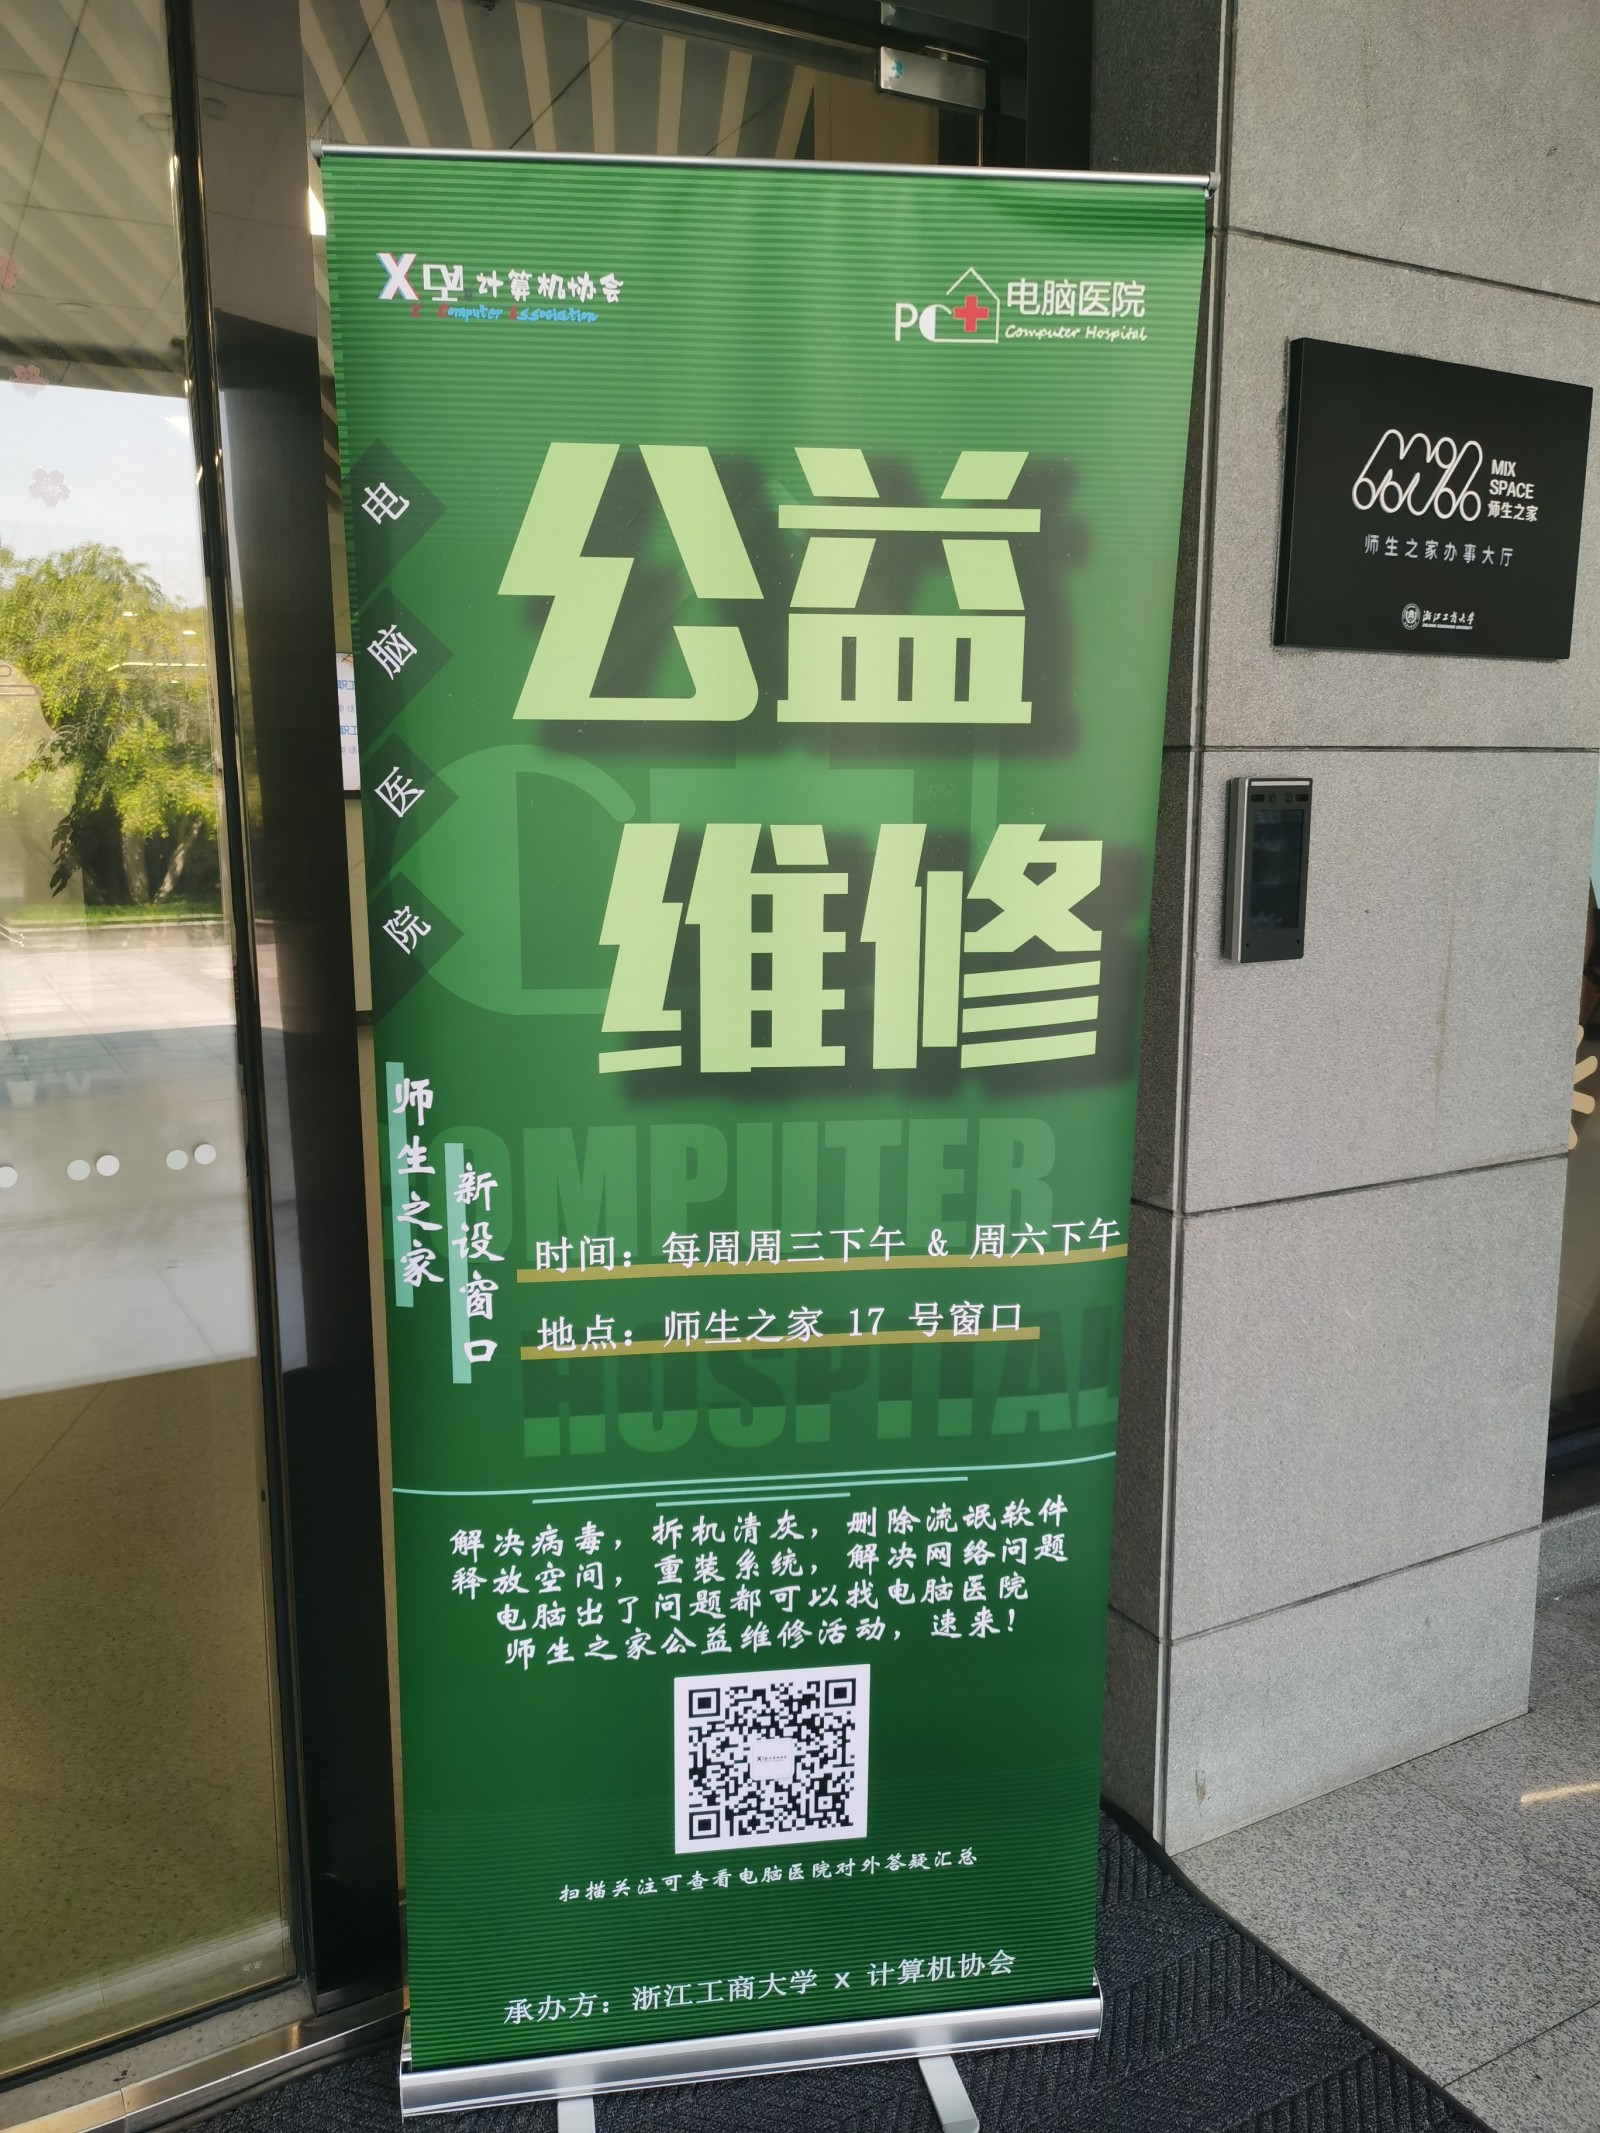 X 计算机协会
X Computer Association
PC 电脑医院
Computer Hospital
公益
维修
电脑医院
师生之家
新设窗口
COMPUTER
HOSPITAL
时间：每周周三下午 & 周六下午
地点：师生之家 17 号窗口
解决病毒，拆机清灰，删除流氓软件
释放空间，重装系统，解决网络问题
电脑出了问题都可以找电脑医院
师生之家公益维修活动，速来！
扫描关注可查看电脑医院对外答疑汇总
承办方：浙江工商大学 x 计算机协会
MIX
SPACE
师生之家
师生之家办事大厅
浙江工商大学